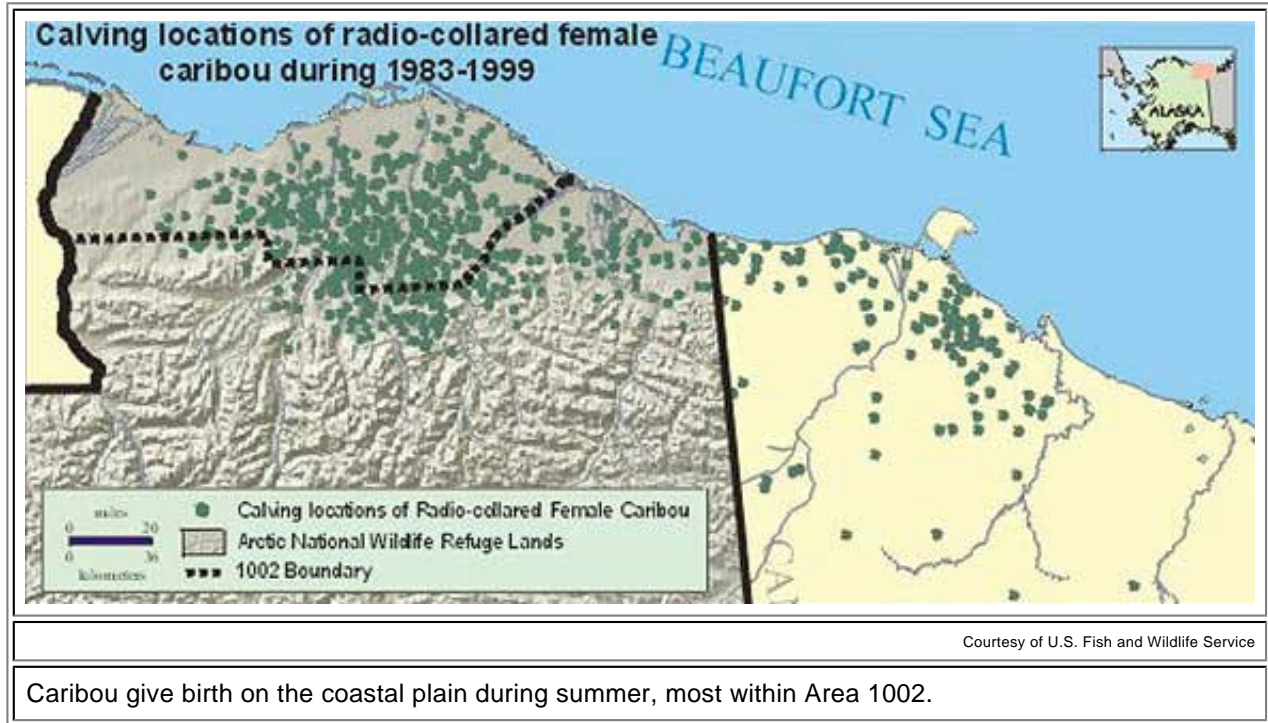 Calving locations of radio-collared female
caribou during 1983-1999
BEAUFORT SEA
ALASKA
miles
0 20
0 36
kilometers
Calving locations of Radio-collared Female Caribou
Arctic National Wildlife Refuge Lands
1002 Boundary
CAN
Courtesy of U.S. Fish and Wildlife Service
Caribou give birth on the coastal plain during summer, most within Area 1002.